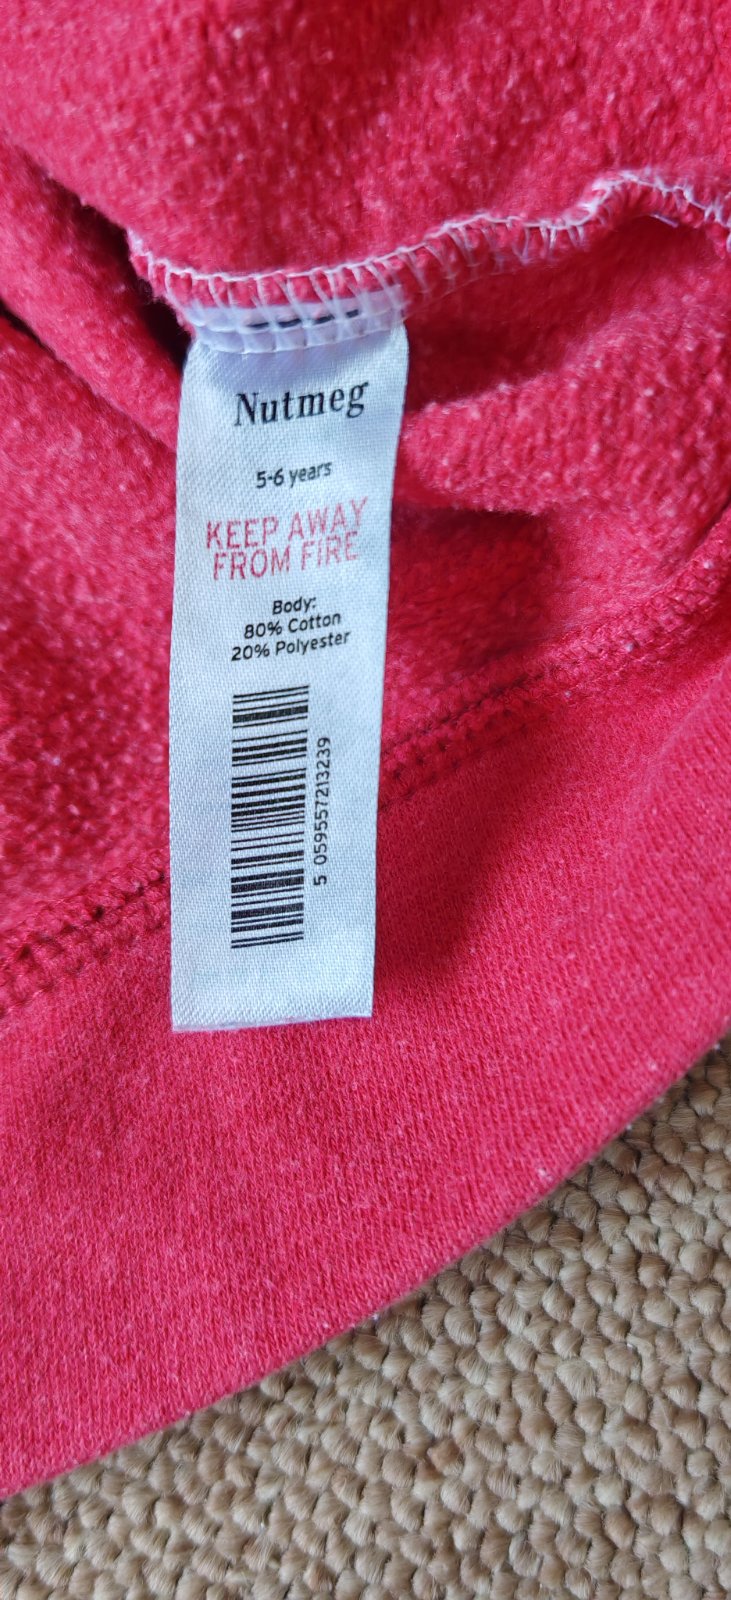 Nutmeg
5-6 years
KEEP AWAY
FROM FIRE
Body:
80% Cotton
20% Polyester
5 059557213239